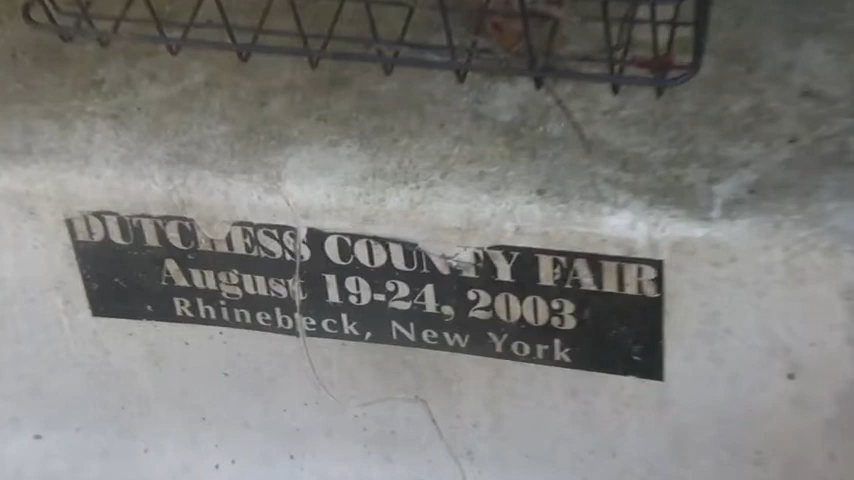 DUTCHESS COUNTY FAIR
August 19-24, 2003
Rhinebeck, New York